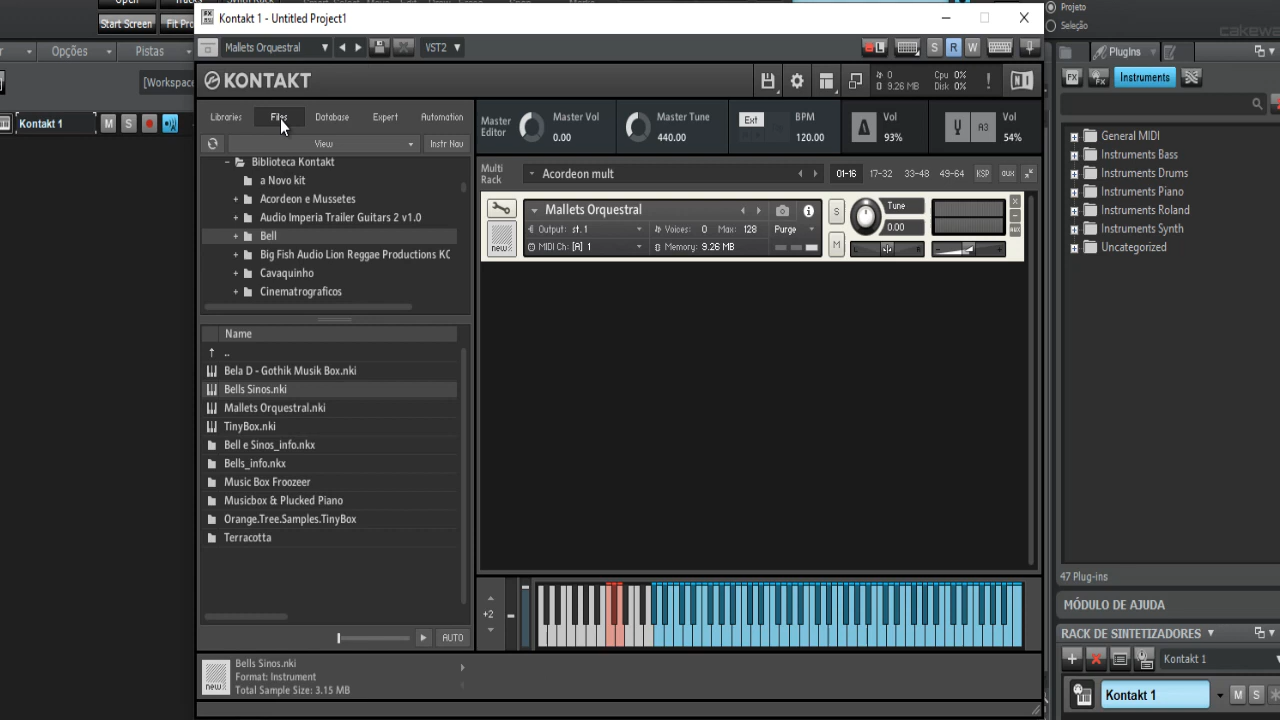 Start Screen
Fit Pro
Opções
Pistas
[Workspac
Kontakt 1
M
S
Kontakt 1 - Untitled Project1
Mallets Orquestral
VST2
L
S
R
W
KONTAKT
0
9.26 MB
Cpu 0%
Disk 0%
!
Libraries
Files
Database
Expert
Automation
View
Instr Nav
Biblioteca Kontakt
a Novo kit
Acordeon e Mussetes
Audio Imperia Trailer Guitars 2 v1.0
Bell
Big Fish Audio Lion Reggae Productions KC
Cavaquinho
Cinematrograficos
Name
..
Bela D - Gothik Musik Box.nki
Bells Sinos.nki
Mallets Orquestral.nki
TinyBox.nki
Bell e Sinos_info.nkx
Bells_info.nkx
Music Box Froozeer
Musicbox & Plucked Piano
Orange.Tree.Samples.TinyBox
Terracotta
AUTO
new
Bells Sinos.nki
Format: Instrument
Total Sample Size: 3.15 MB
Master
Editor
Master Vol
0.00
Master Tune
440.00
Ext
BPM
120.00
Vol
93%
A3
Vol
54%
Multi
Rack
Acordeon mult
01-16
17-32
33-48
49-64
KSP
aux
new
Mallets Orquestral
Output: st. 1
Voices: 0
Max: 128
Purge
MIDI Ch: [A] 1
Memory: 9.26 MB
S
M
Tune
0.00
L
R
AUX
+2
Projeto
Seleção
cakewa
Plugins
FX
Instruments
General MIDI
Instruments Bass
Instruments Drums
Instruments Piano
Instruments Roland
Instruments Synth
Uncategorized
47 Plug-ins
MÓDULO DE AJUDA
RACK DE SINTETIZADORES
Kontakt 1
Kontakt 1
M
S